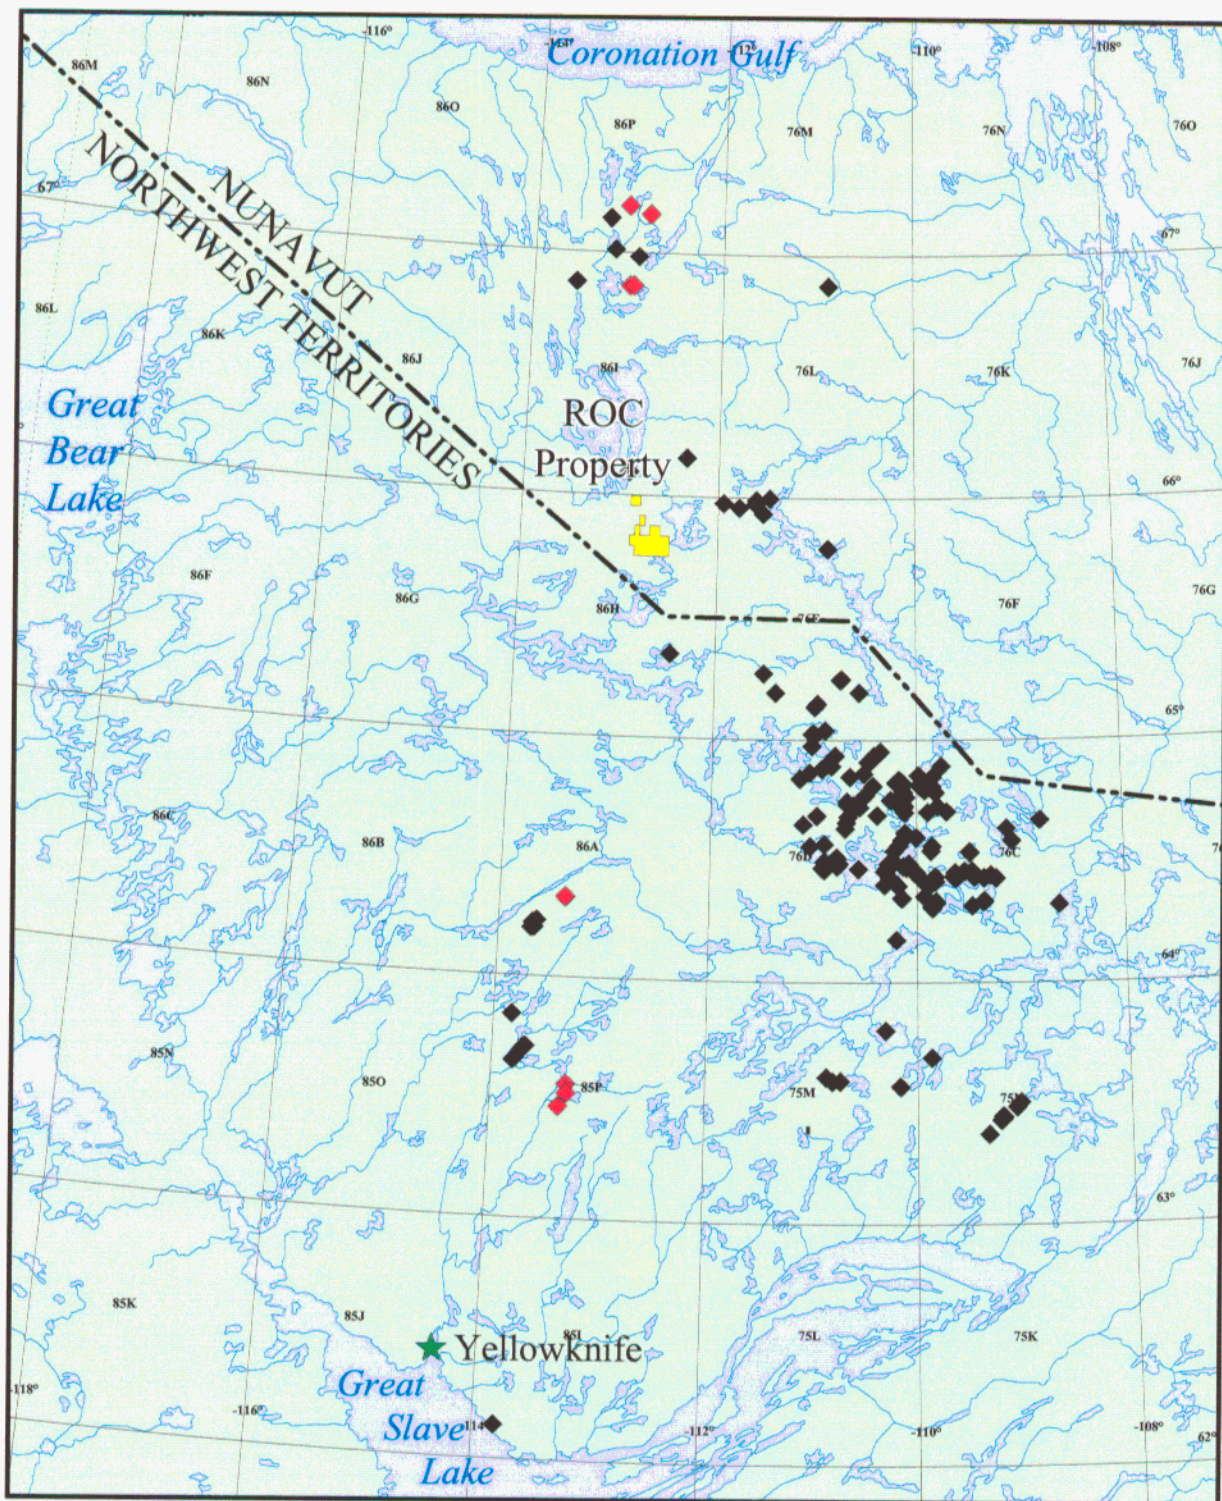 -116°
-114°
-112°
-110°
-108°
Coronation Gulf
86M
86N
86O
86P
76M
76N
76O
67°
67°
NUNAVUT
NORTHWEST TERRITORIES
86L
86K
86J
86I
76L
76K
76J
Great
Bear
Lake
ROC
Property
66°
86F
86G
86H
76E
76F
76G
65°
86C
86B
86A
76D
76C
64°
85N
85O
85P
75M
63°
85K
85J
85I
75L
75K
Yellowknife
Great
Slave
Lake
-118°
-116°
-114
-112°
-110°
-108°
62°